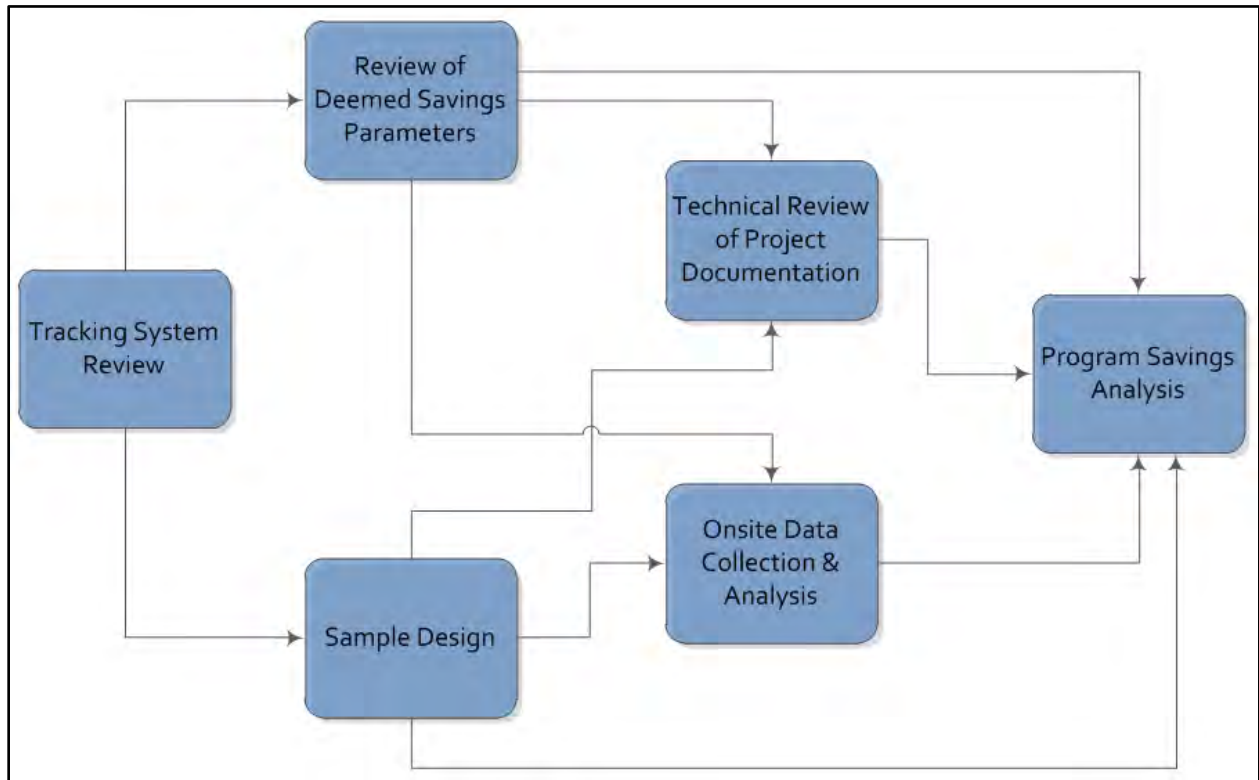 Review of
Deemed Savings
Parameters
Technical Review
of Project
Documentation
Tracking System
Review
Program Savings
Analysis
Onsite Data
Collection &
Analysis
Sample Design